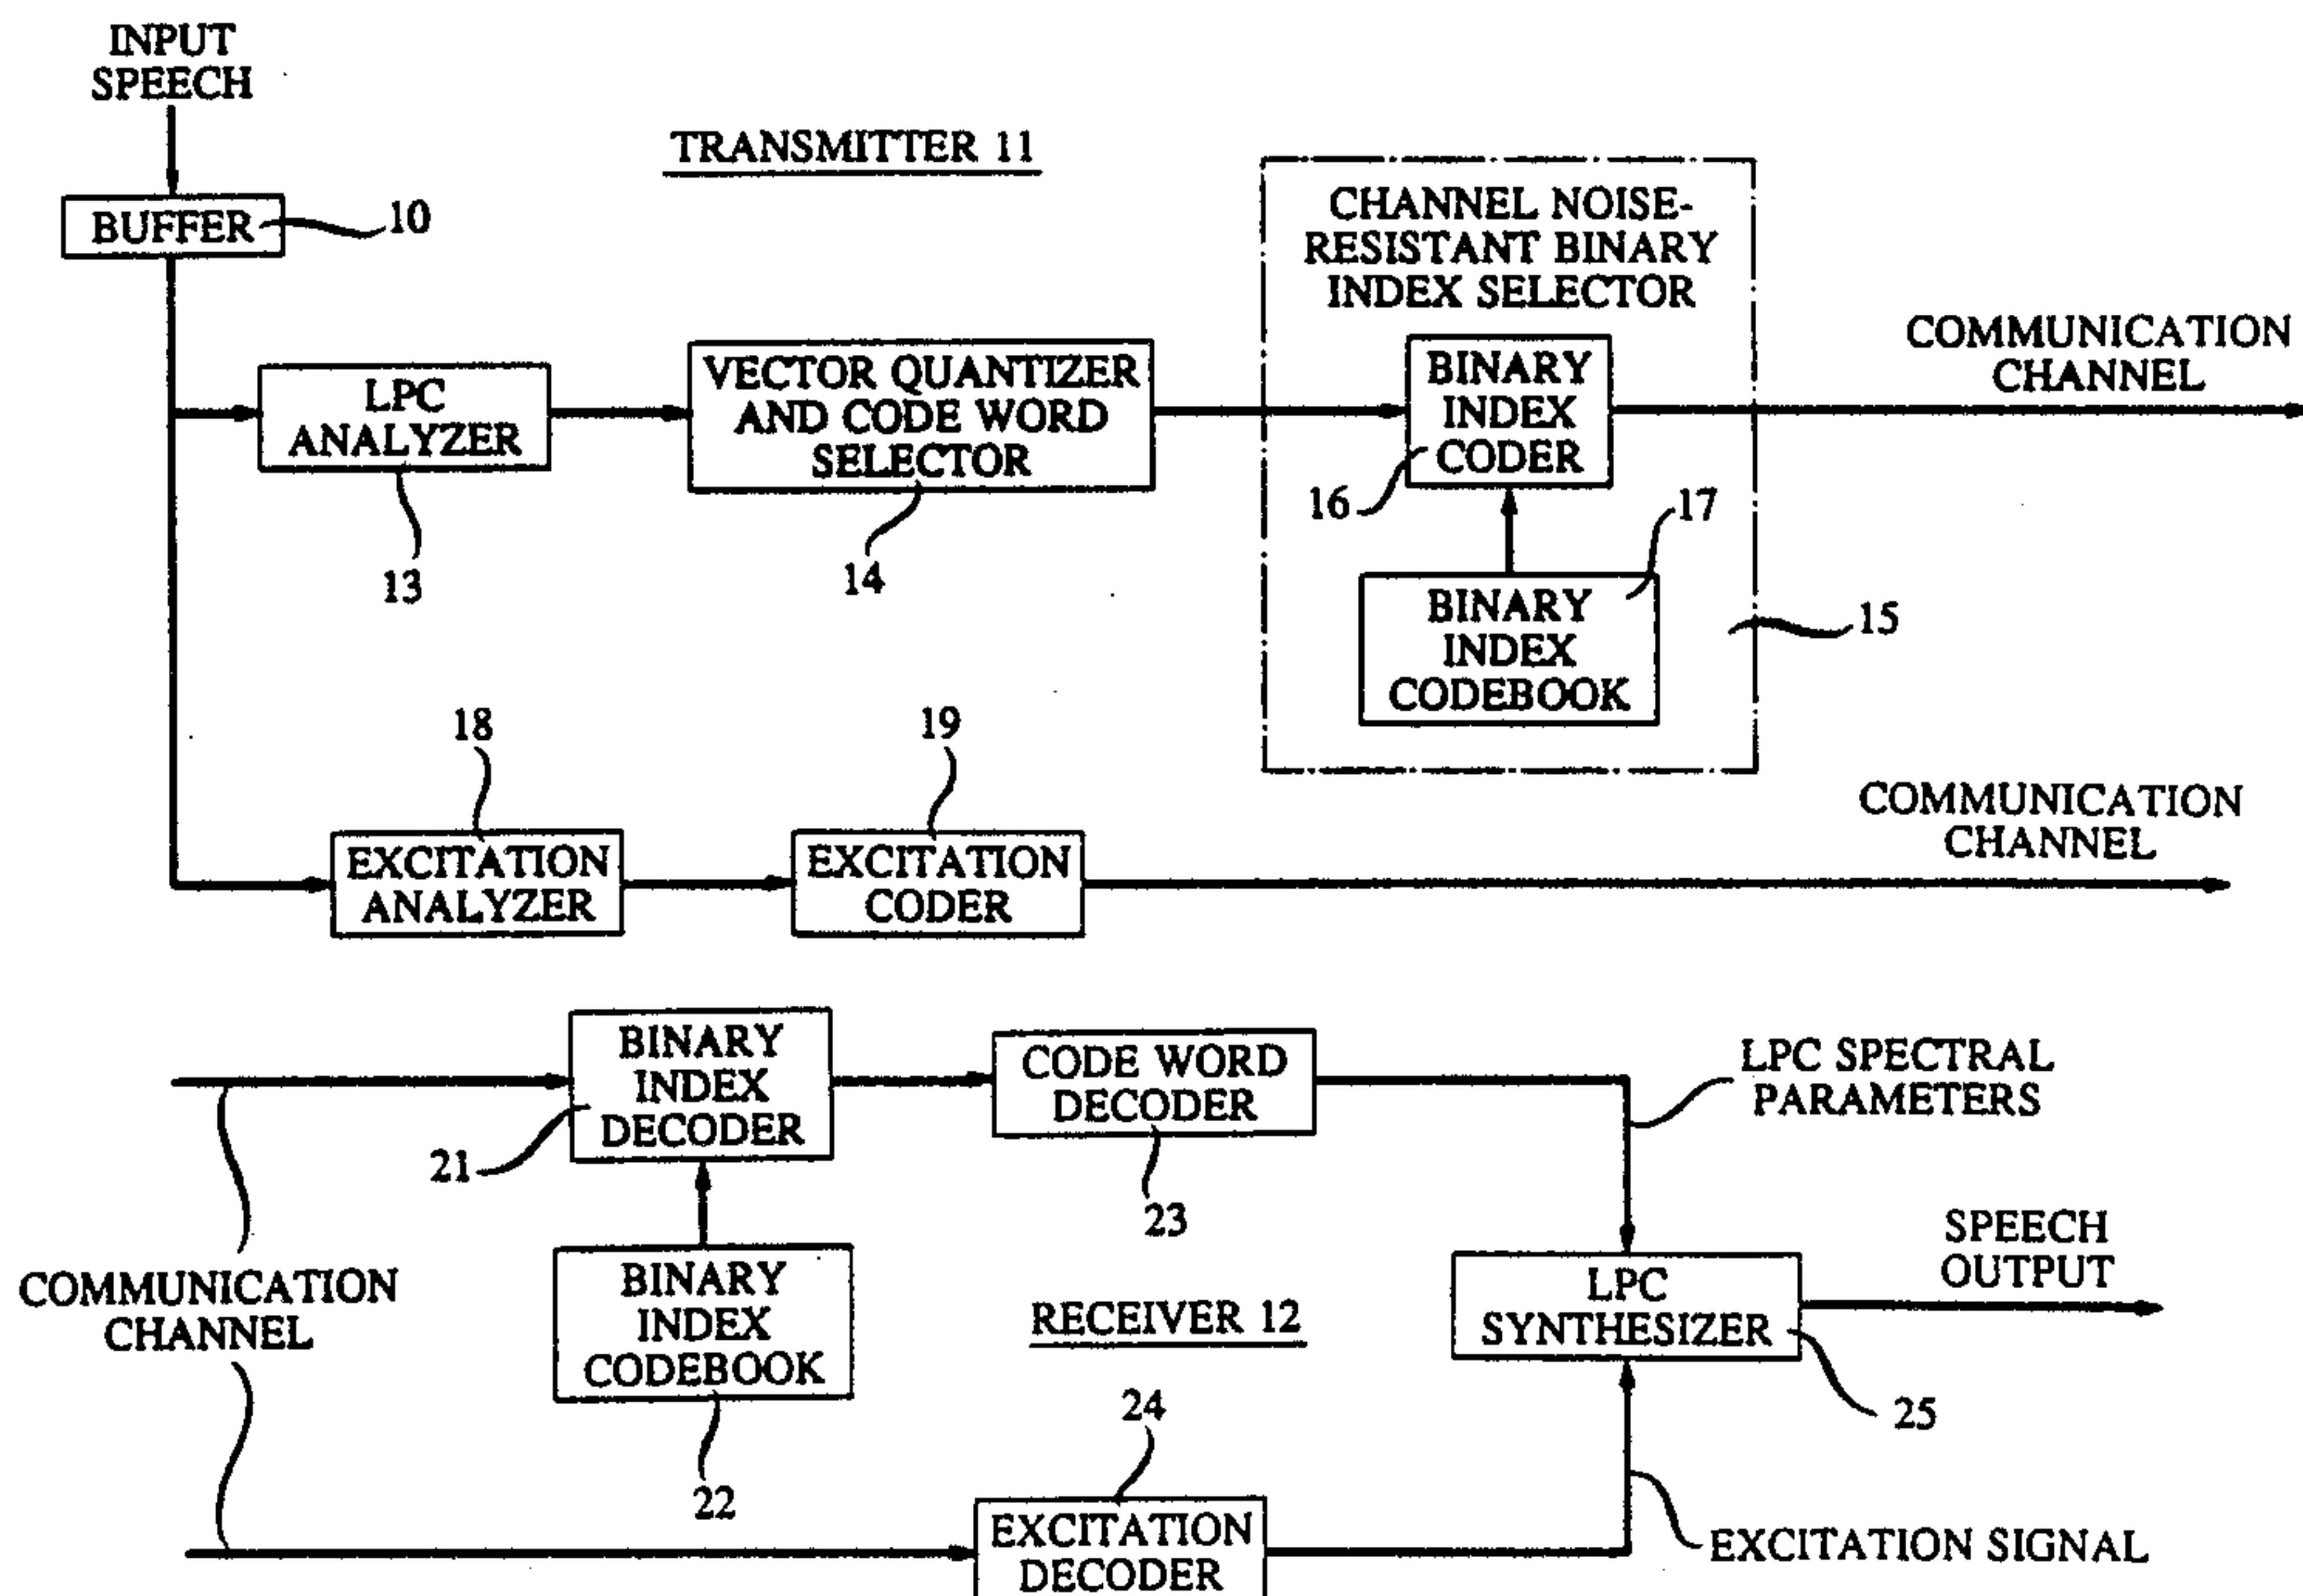 INPUT
SPEECH
TRANSMITTER 11
BUFFER
10
CHANNEL NOISE-
RESISTANT BINARY
INDEX SELECTOR
LPC
ANALYZER
13
VECTOR QUANTIZER
AND CODE WORD
SELECTOR
14
BINARY
INDEX
CODER
16
17
BINARY
INDEX
CODEBOOK
15
COMMUNICATION
CHANNEL
18
EXCITATION
ANALYZER
19
EXCITATION
CODER
COMMUNICATION
CHANNEL
BINARY
INDEX
DECODER
21
CODE WORD
DECODER
23
LPC SPECTRAL
PARAMETERS
COMMUNICATION
CHANNEL
BINARY
INDEX
CODEBOOK
22
RECEIVER 12
LPC
SYNTHESIZER
25
SPEECH
OUTPUT
24
EXCITATION
DECODER
EXCITATION SIGNAL